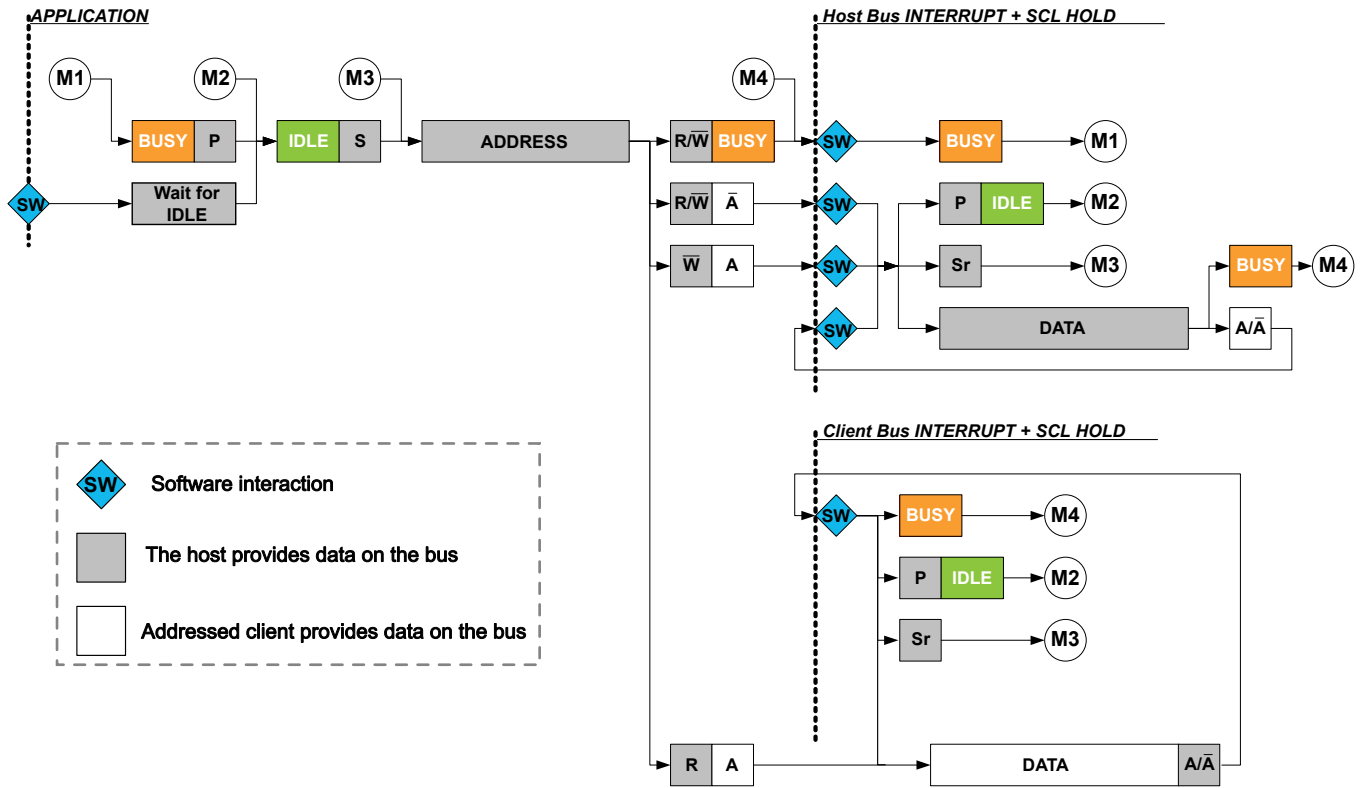 APPLICATION
Host Bus INTERRUPT + SCL HOLD
M1
M2
M3
M4
BUSY P
IDLE S
ADDRESS
R/W̅ BUSY
SW
BUSY
M1
SW
Wait for
IDLE
R/W̅ A̅
SW
P IDLE
M2
W̅ A
SW
Sr
M3
BUSY
M4
SW
DATA
A/A̅
Client Bus INTERRUPT + SCL HOLD
SW
Software interaction
The host provides data on the bus
Addressed client provides data on the bus
SW
BUSY
M4
P IDLE
M2
Sr
M3
R A
DATA
A/A̅